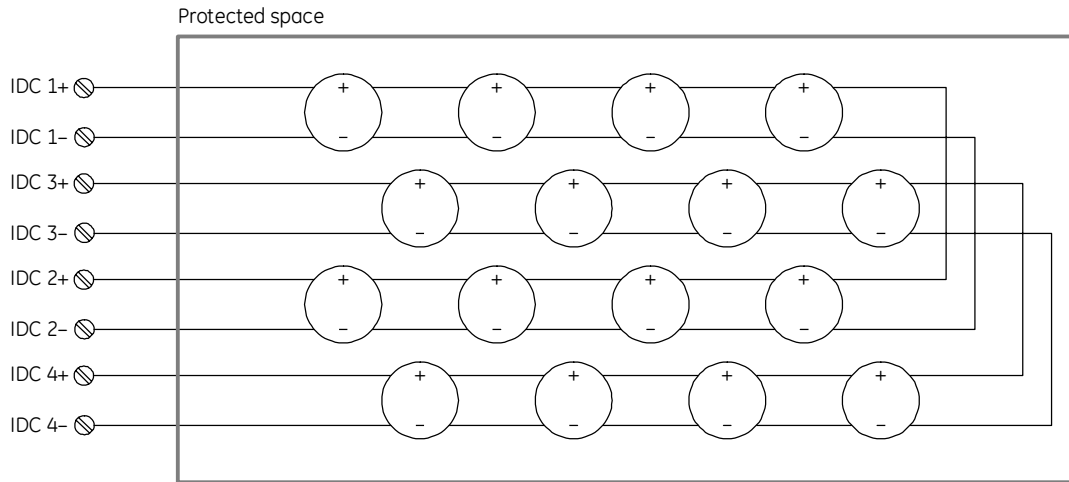 Protected space
IDC 1+ + + + +
IDC 1– – – – –
IDC 3+ + + + +
IDC 3– – – – –
IDC 2+ + + + +
IDC 2– – – – –
IDC 4+ + + + +
IDC 4– – – – –